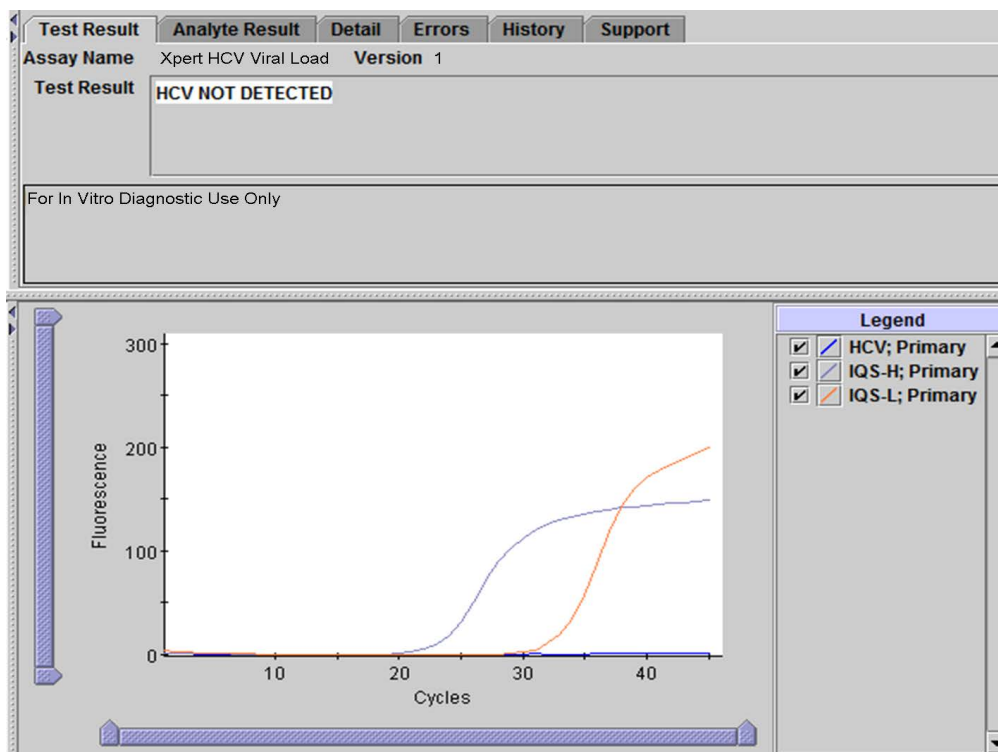 Test Result Analyte Result Detail Errors History Support
Assay Name Xpert HCV Viral Load Version 1
Test Result HCV NOT DETECTED
For In Vitro Diagnostic Use Only
Legend
HCV; Primary
IQS-H; Primary
IQS-L; Primary
300
200
100
0
Fluorescence
10 20 30 40
Cycles